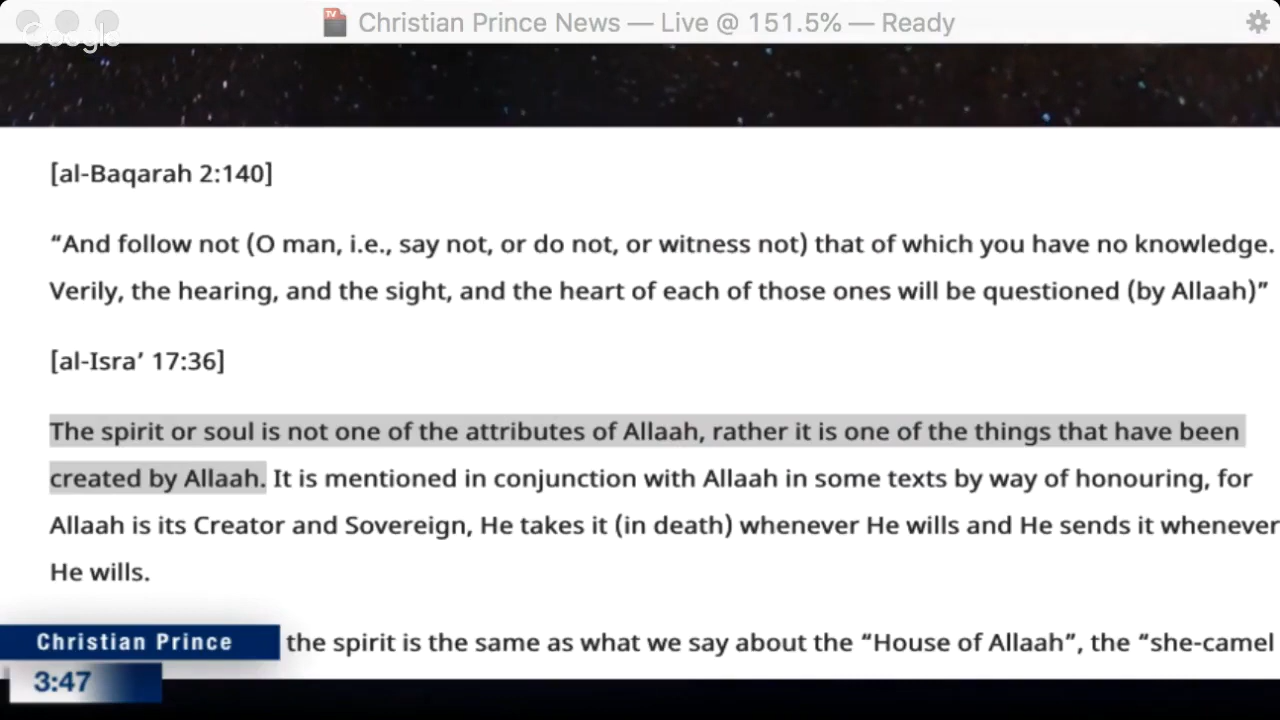 Christian Prince News — Live @ 151.5% — Ready
Google
[al-Baqarah 2:140]
“And follow not (O man, i.e., say not, or do not, or witness not) that of which you have no knowledge.
Verily, the hearing, and the sight, and the heart of each of those ones will be questioned (by Allaah)”
[al-Isra’ 17:36]
The spirit or soul is not one of the attributes of Allaah, rather it is one of the things that have been
created by Allaah. It is mentioned in conjunction with Allaah in some texts by way of honouring, for
Allaah is its Creator and Sovereign, He takes it (in death) whenever He wills and He sends it whenever
He wills.
the spirit is the same as what we say about the “House of Allaah”, the “she-camel
Christian Prince
3:47